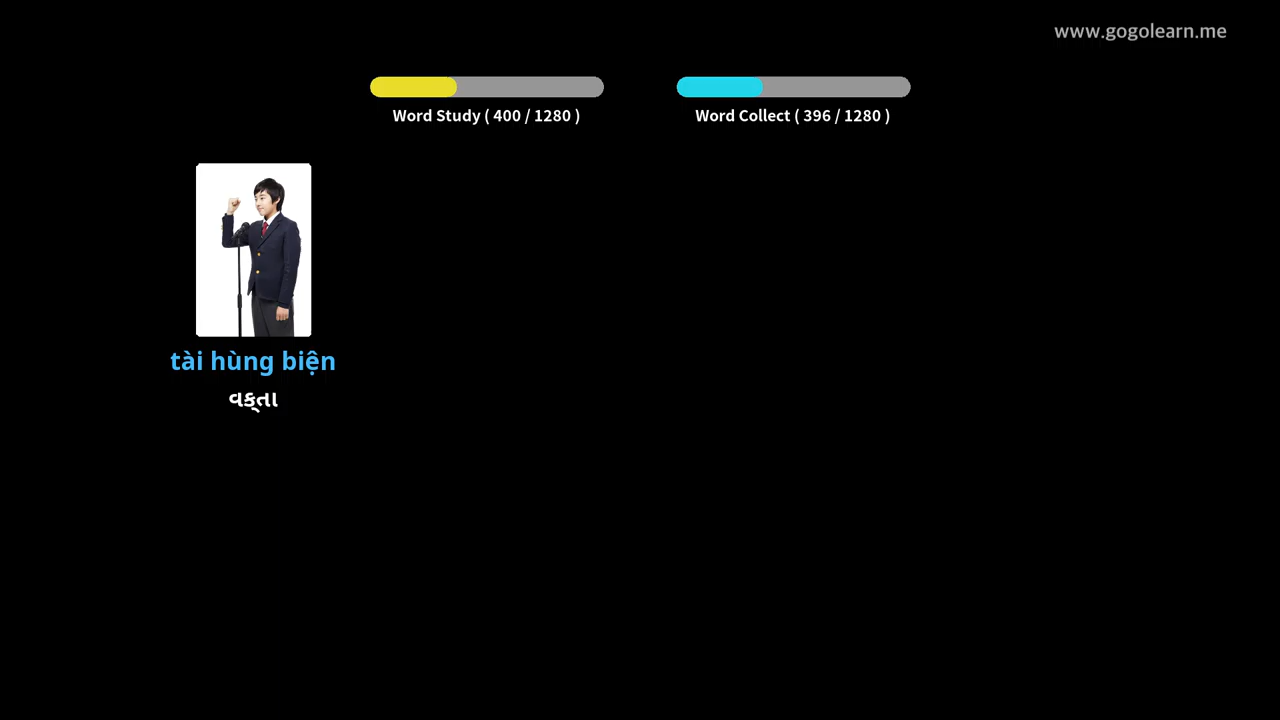 www.gogolearn.me
Word Study ( 400 / 1280 )
Word Collect ( 396 / 1280 )
tài hùng biện
વક્તા